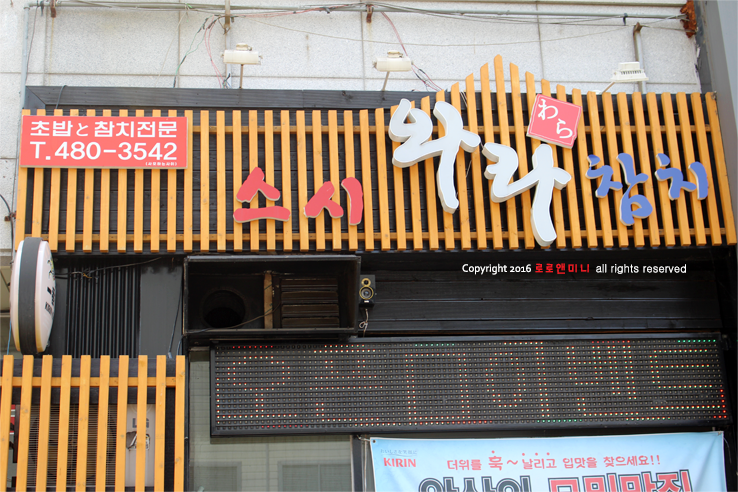 초밥と참치전문
T.480-3542
스시 와라 참치
わら
Copyright 2016 로로앤미니 all rights reserved
KIRIN
더위를 훅~날리고 입맛을 찾으세요!!